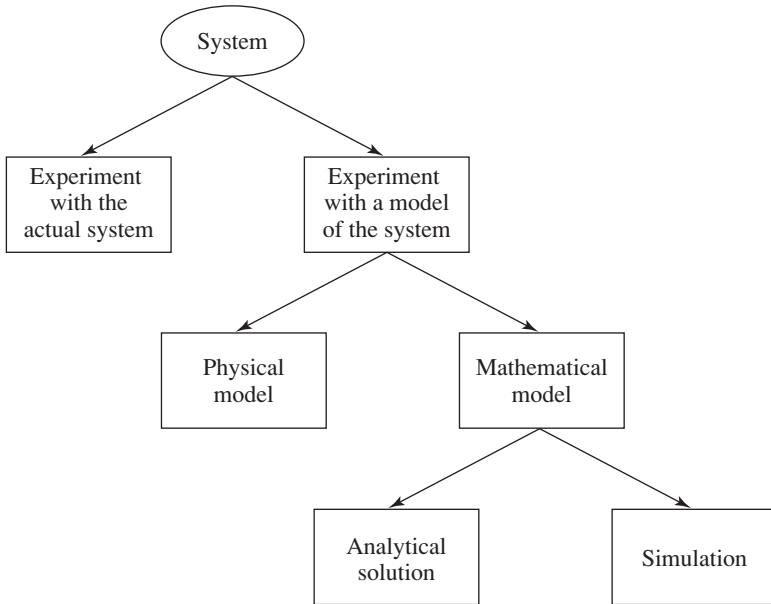 System
Experiment
with the
actual system
Experiment
with a model
of the system
Physical
model
Mathematical
model
Analytical
solution
Simulation